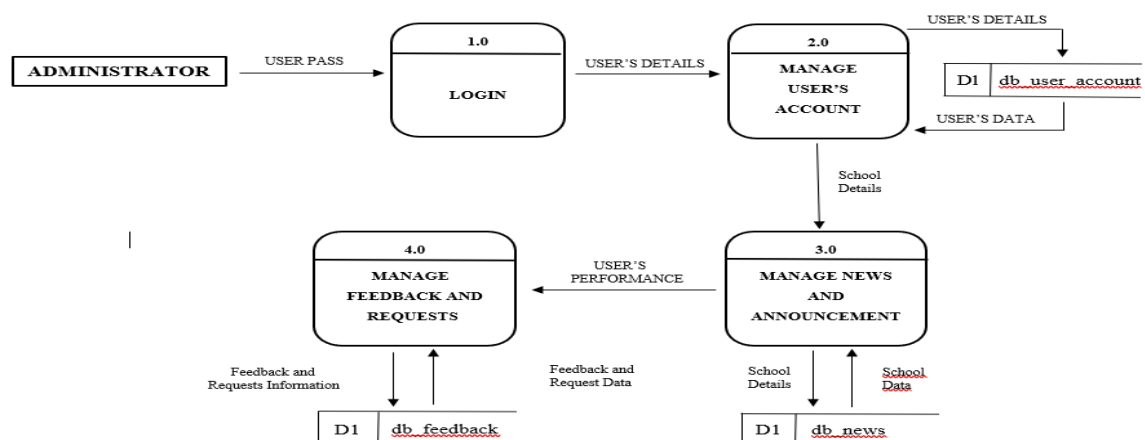 USER'S DETAILS
1.0
2.0
ADMINISTRATOR
USER PASS
LOGIN
USER'S DETAILS
MANAGE
USER'S
ACCOUNT
D1 db_user_account
USER'S DATA
School
Details
4.0
3.0
MANAGE
FEEDBACK AND
REQUESTS
USER'S
PERFORMANCE
MANAGE NEWS
AND
ANNOUNCEMENT
Feedback and
Requests Information
Feedback and
Request Data
School
Details
School
Data
D1 db_feedback
D1 db_news